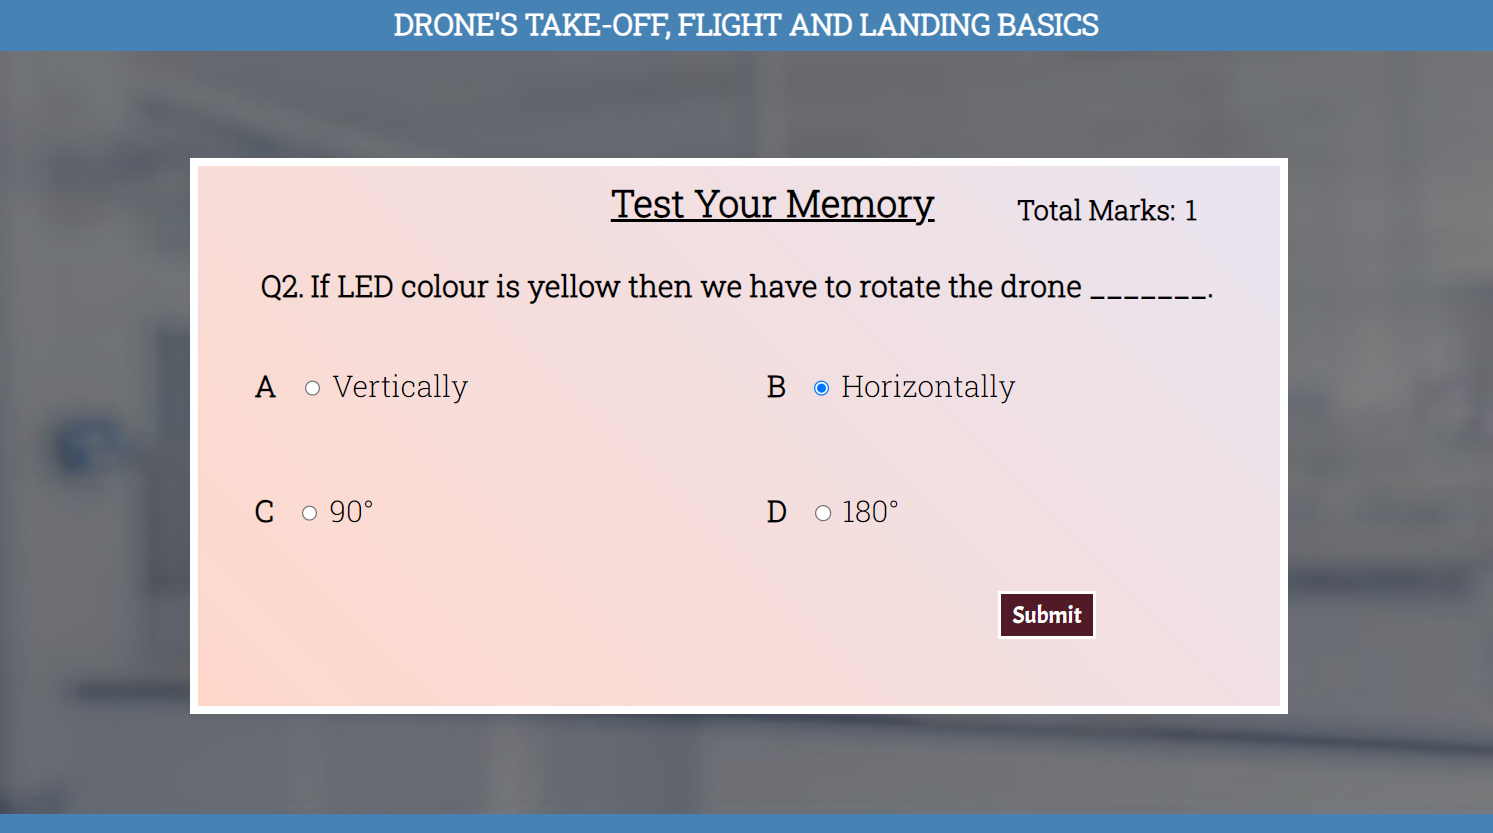 DRONE'S TAKE-OFF, FLIGHT AND LANDING BASICS
Test Your Memory
Total Marks: 1
Q2. If LED colour is yellow then we have to rotate the drone _______.
A Vertically
B Horizontally
C 90°
D 180°
Submit